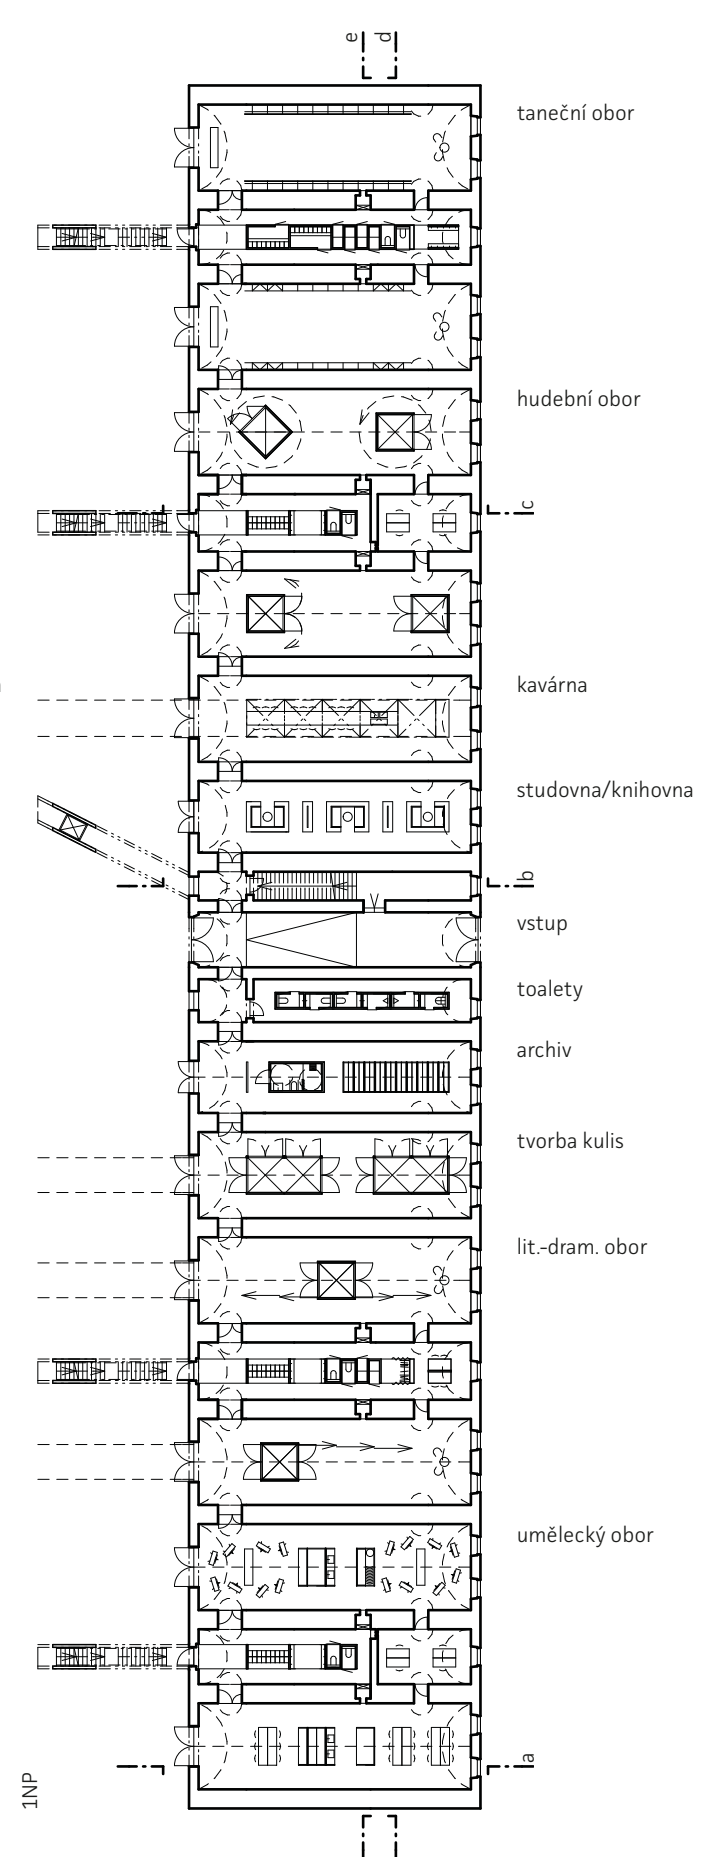 e
d
taneční obor
hudební obor
c
kavárna
studovna/knihovna
b
vstup
toalety
archiv
tvorba kulis
lit.-dram. obor
umělecký obor
a
1NP